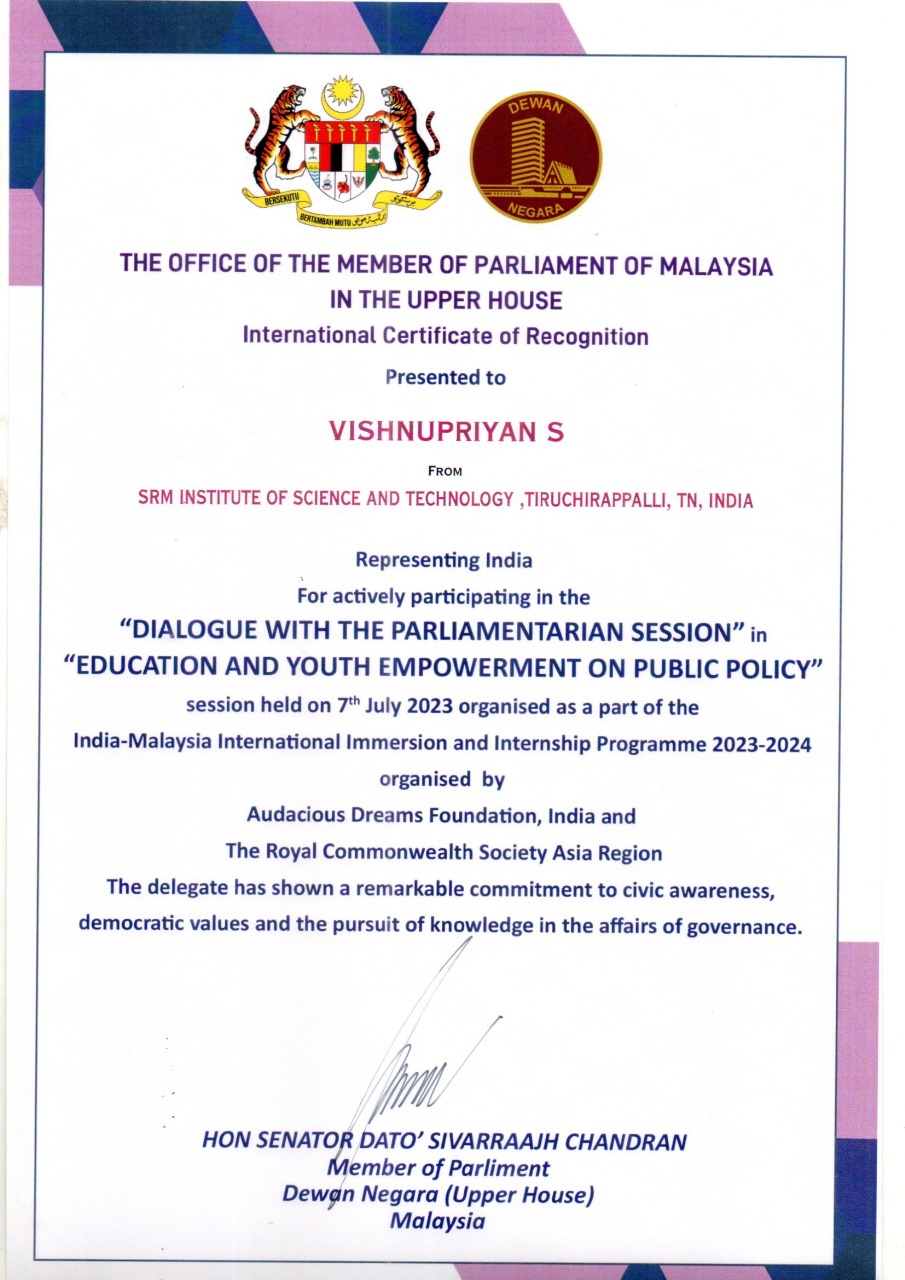 DEWAN
NEGARA
BERSEKUTU
BERTAMBAH MUTU
THE OFFICE OF THE MEMBER OF PARLIAMENT OF MALAYSIA
IN THE UPPER HOUSE
International Certificate of Recognition
Presented to
VISHNUPRIYAN S
FROM
SRM INSTITUTE OF SCIENCE AND TECHNOLOGY ,TIRUCHIRAPPALLI, TN, INDIA
Representing India
For actively participating in the
“DIALOGUE WITH THE PARLIAMENTARIAN SESSION” in
“EDUCATION AND YOUTH EMPOWERMENT ON PUBLIC POLICY”
session held on 7th July 2023 organised as a part of the
India-Malaysia International Immersion and Internship Programme 2023-2024
organised by
Audacious Dreams Foundation, India and
The Royal Commonwealth Society Asia Region
The delegate has shown a remarkable commitment to civic awareness,
democratic values and the pursuit of knowledge in the affairs of governance.
HON SENATOR DATO’ SIVARRAAJH CHANDRAN
Member of Parliment
Dewan Negara (Upper House)
Malaysia